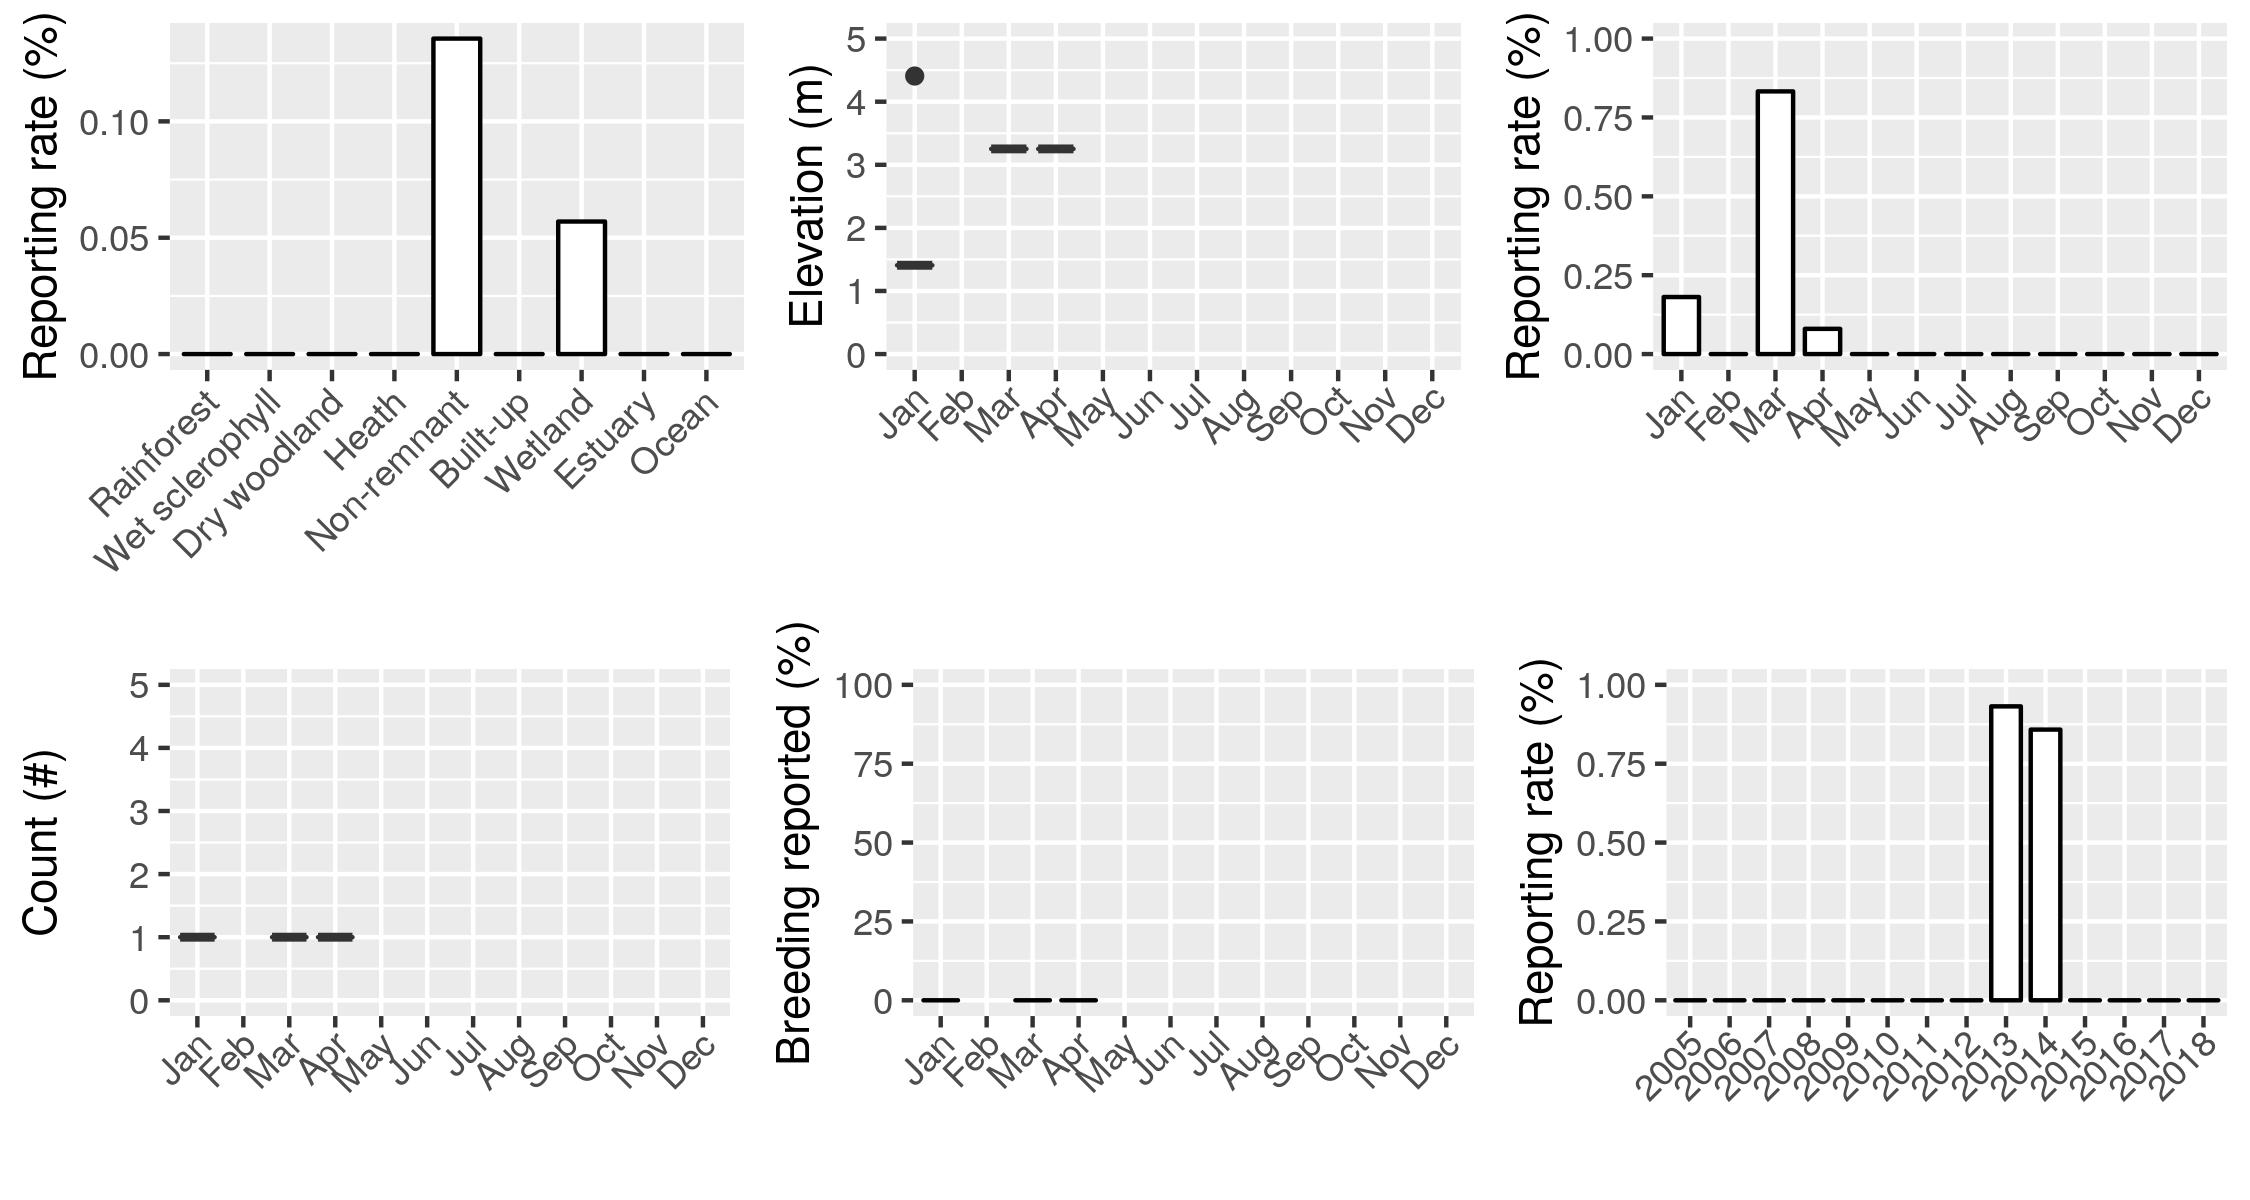 Reporting rate (%)
0.10
0.05
0.00
Rainforest
Wet sclerophyll
Dry woodland
Heath
Non-remnant
Built-up
Wetland
Estuary
Ocean
Elevation (m)
5
4
3
2
1
0
Jan
Feb
Mar
Apr
May
Jun
Jul
Aug
Sep
Oct
Nov
Dec
Reporting rate (%)
1.00
0.75
0.50
0.25
0.00
Jan
Feb
Mar
Apr
May
Jun
Jul
Aug
Sep
Oct
Nov
Dec
Count (#)
5
4
3
2
1
0
Jan
Feb
Mar
Apr
May
Jun
Jul
Aug
Sep
Oct
Nov
Dec
Breeding reported (%)
100
75
50
25
0
Jan
Feb
Mar
Apr
May
Jun
Jul
Aug
Sep
Oct
Nov
Dec
Reporting rate (%)
1.00
0.75
0.50
0.25
0.00
2005
2006
2007
2008
2009
2010
2011
2012
2013
2014
2015
2016
2017
2018